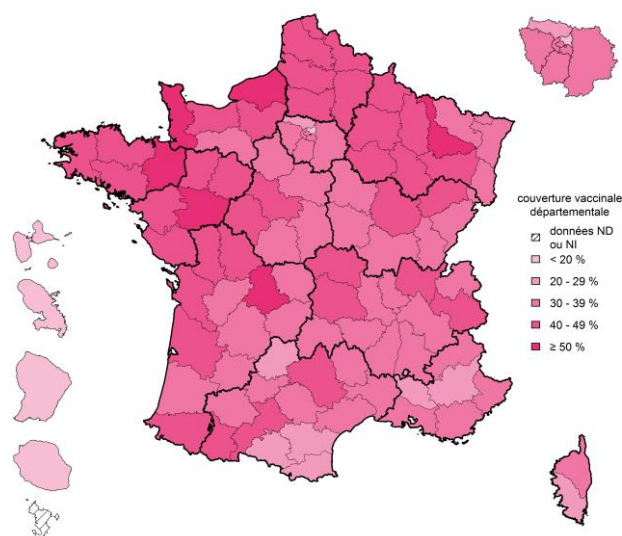 couverture vaccinale
départementale
données ND
ou NI
< 20 %
20 - 29 %
30 - 39 %
40 - 49 %
≥ 50 %